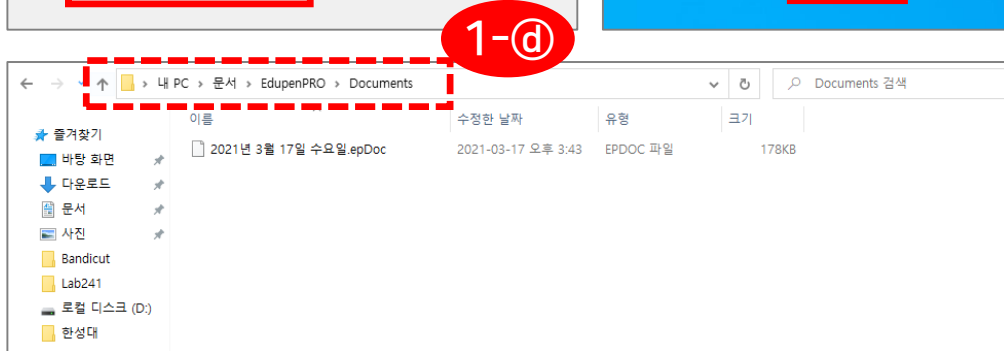 1-ⓓ
내 PC › 문서 › EdupenPRO › Documents
Documents 검색
이름 수정한 날짜 유형 크기
즐겨찾기
2021년 3월 17일 수요일.epDoc 2021-03-17 오후 3:43 EPDOC 파일 178KB
바탕 화면
다운로드
문서
사진
Bandicut
Lab241
로컬 디스크 (D:)
한성대